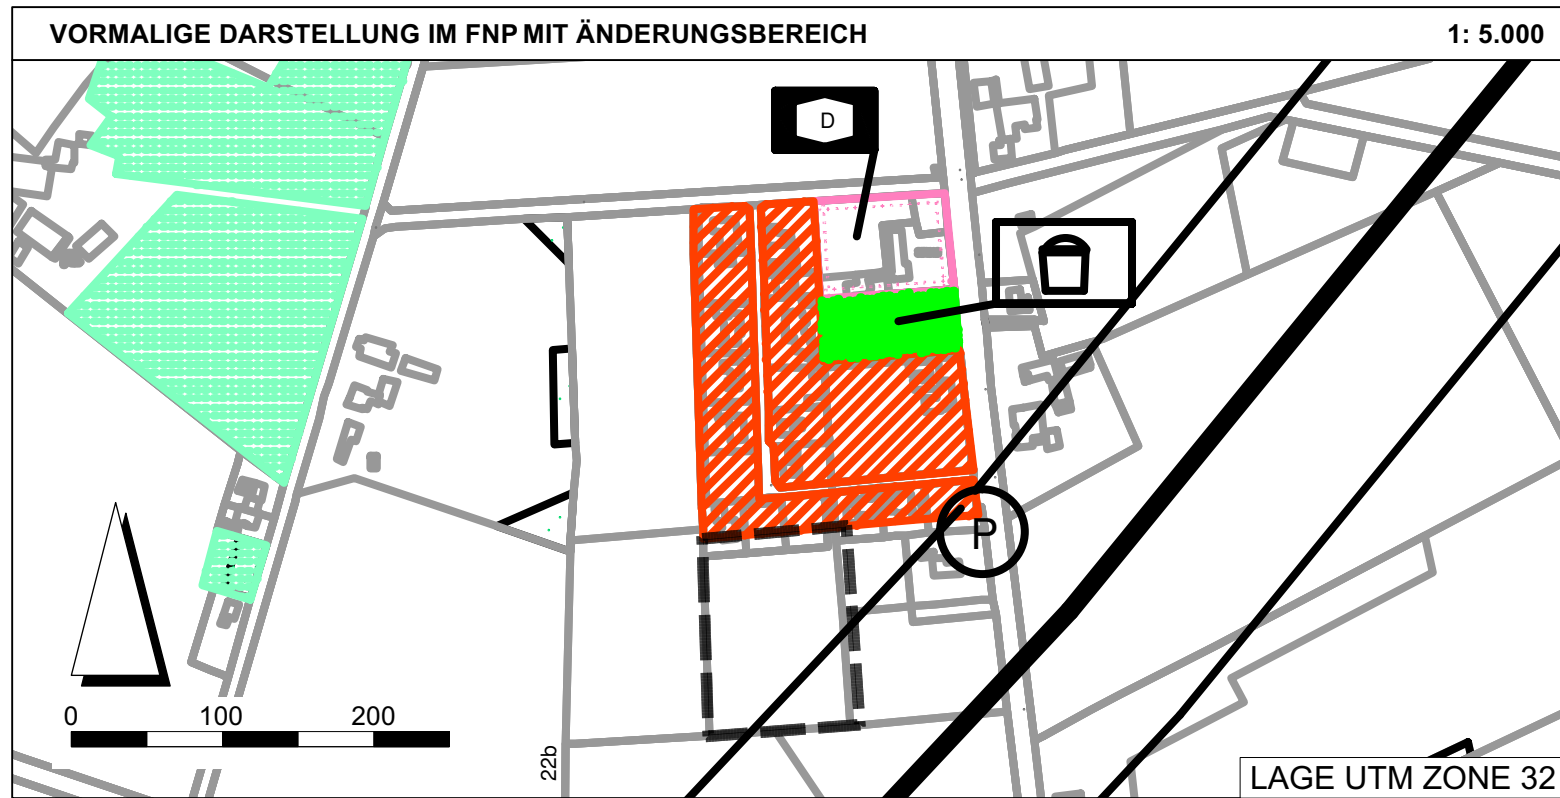 VORMALIGE DARSTELLUNG IM FNP MIT ÄNDERUNGSBEREICH 1: 5.000
D
P
0 100 200
22b
LAGE UTM ZONE 32